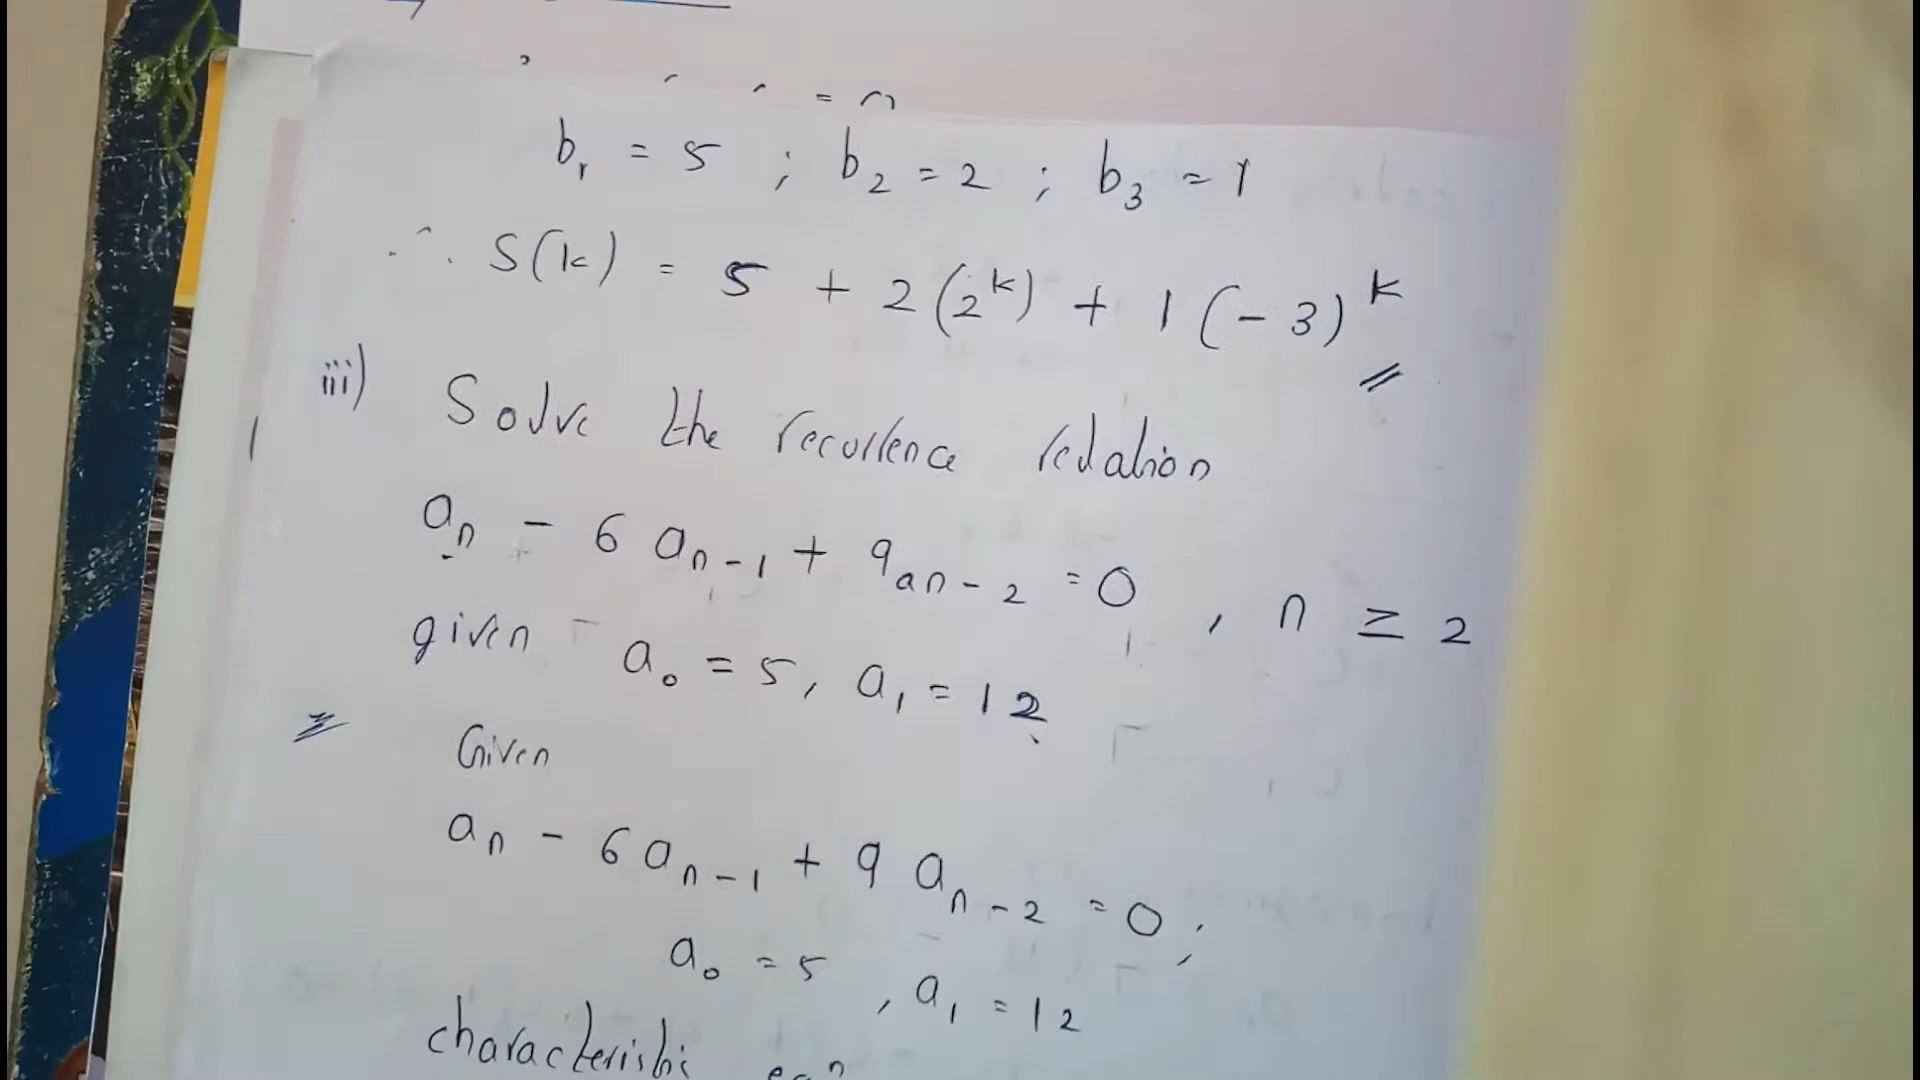 = 0
b₁ = 5 ; b₂ = 2 ; b₃ = 1
∴ S(k) = 5 + 2(2ᵏ) + 1(-3)ᵏ
iii) Solve the recurrence relation
aₙ - 6aₙ₋₁ + 9aₙ₋₂ = 0 , n ≥ 2
given a₀ = 5, a₁ = 12
Given
aₙ - 6aₙ₋₁ + 9aₙ₋₂ = 0;
a₀ = 5 , a₁ = 12
characteristic eqn